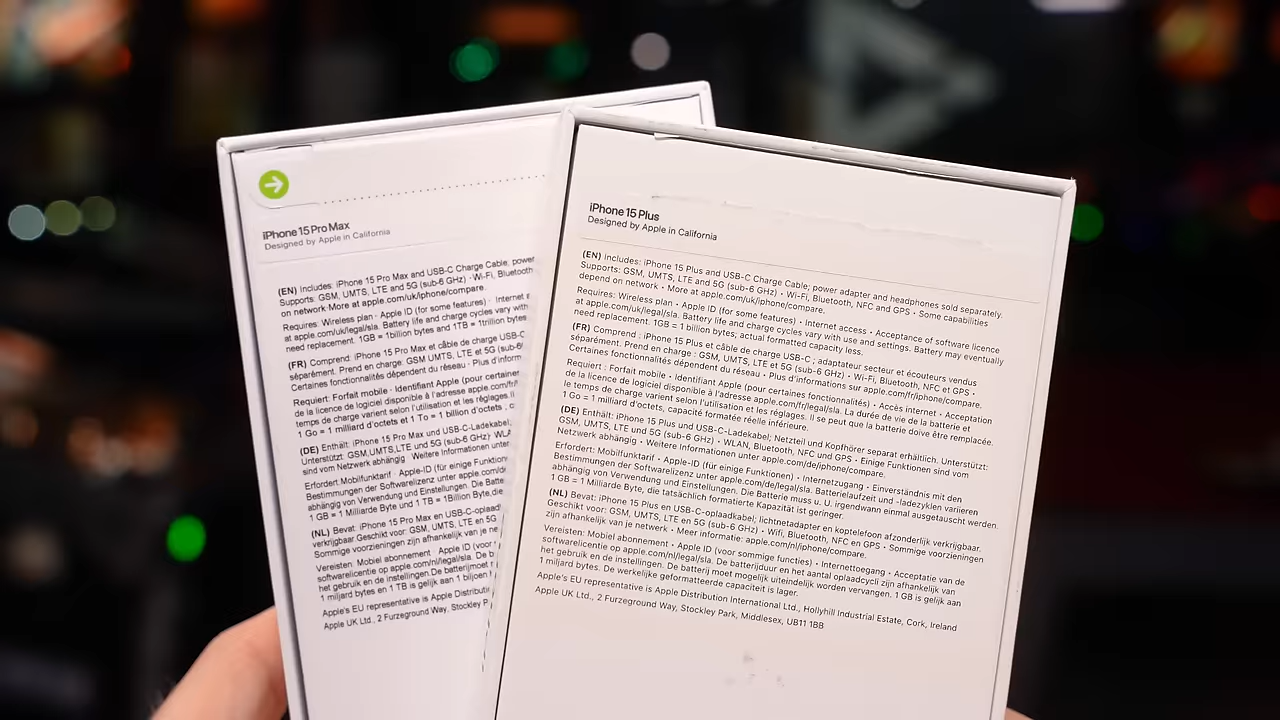 iPhone 15 Pro Max
Designed by Apple in California
(EN) Includes: iPhone 15 Pro Max and USB-C Charge Cable; power
Supports: GSM, UMTS, LTE and 5G (sub-6 GHz) · Wi-Fi, Bluetooth
on network·More at apple.com/uk/iphone/compare.
Requires: Wireless plan · Apple ID (for some features) · Internet
at apple.com/uk/legal/sla. Battery life and charge cycles vary with
need replacement. 1GB = 1billion bytes and 1TB = 1trillion bytes
(FR) Comprend: iPhone 15 Pro Max et câble de charge USB-C
séparément. Prend en charge: GSM UMTS, LTE et 5G (sub-6
Certaines fonctionnalités dépendent du réseau · Plus d'inform
Requiert: Forfait mobile · Identifiant Apple (pour certaines
de la licence de logiciel disponible à l'adresse apple.com/fr/
temps de charge varient selon l'utilisation et les réglages. Il
1 Go = 1 milliard d'octets et 1 To = 1 billion d'octets
(DE) Enthält: iPhone 15 Pro Max und USB-C-Ladekabel;
Unterstützt: GSM,UMTS,LTE und 5G (sub-6 GHz)· WLA
sind vom Netzwerk abhängig · Weitere Informationen unter
Erfordert Mobilfunktarif · Apple-ID (für einige Funktion
Bestimmungen der Softwarelizenz unter apple.com/de
abhängig von Verwendung und Einstellungen. Die Batte
1 GB = 1 Milliarde Byte und 1 TB = 1Billion Byte,die
(NL) Bevat: iPhone 15 Pro Max en USB-C-oplaad
verkrijgbaar. Geschikt voor: GSM, UMTS, LTE en 5G
Sommige voorzieningen zijn afhankelijk van je ne
Vereisten: Mobiel abonnement · Apple ID (voor
softwarelicentie op apple.com/nl/legal/sla. De b
het gebruik en de instellingen.De batterijmoet
1 miljard bytes en 1 TB is gelijk aan 1 biljoen
Apple's EU representative is Apple Distributi
Apple UK Ltd., 2 Furzeground Way, Stockley P
iPhone 15 Plus
Designed by Apple in California
(EN) Includes: iPhone 15 Plus and USB-C Charge Cable; power adapter and headphones sold separately.
Supports: GSM, UMTS, LTE and 5G (sub-6 GHz) • Wi-Fi, Bluetooth, NFC and GPS • Some capabilities
depend on network • More at apple.com/uk/iphone/compare.
Requires: Wireless plan • Apple ID (for some features) • Internet access • Acceptance of software licence
at apple.com/uk/legal/sla. Battery life and charge cycles vary with use and settings. Battery may eventually
need replacement. 1GB = 1 billion bytes; actual formatted capacity less.
(FR) Comprend : iPhone 15 Plus et câble de charge USB-C ; adaptateur secteur et écouteurs vendus
séparément. Prend en charge : GSM, UMTS, LTE et 5G (sub-6 GHz) • Wi-Fi, Bluetooth, NFC et GPS •
Certaines fonctionnalités dépendent du réseau • Plus d'informations sur apple.com/fr/iphone/compare.
Requiert : Forfait mobile • Identifiant Apple (pour certaines fonctionnalités) • Accès internet • Acceptation
de la licence de logiciel disponible à l'adresse apple.com/fr/legal/sla. La durée de vie de la batterie et
le temps de charge varient selon l'utilisation et les réglages. Il se peut que la batterie doive être remplacée.
1 Go = 1 milliard d'octets, capacité formatée réelle inférieure.
(DE) Enthält: iPhone 15 Plus und USB-C-Ladekabel; Netzteil und Kopfhörer separat erhältlich. Unterstützt:
GSM, UMTS, LTE und 5G (sub-6 GHz) • WLAN, Bluetooth, NFC und GPS • Einige Funktionen sind vom
Netzwerk abhängig • Weitere Informationen unter apple.com/de/iphone/compare.
Erfordert: Mobilfunktarif • Apple-ID (für einige Funktionen) • Internetzugang • Einverständnis mit den
Bestimmungen der Softwarelizenz unter apple.com/de/legal/sla. Batterielaufzeit und -ladezyklen variieren
abhängig von Verwendung und Einstellungen. Die Batterie muss u. U. irgendwann einmal ausgetauscht werden.
1 GB = 1 Milliarde Byte, die tatsächlich formatierte Kapazität ist geringer.
(NL) Bevat: iPhone 15 Plus en USB-C-oplaadkabel; lichtnetadapter en koptelefoon afzonderlijk verkrijgbaar.
Geschikt voor: GSM, UMTS, LTE en 5G (sub-6 GHz) • Wifi, Bluetooth, NFC en GPS • Sommige voorzieningen
zijn afhankelijk van je netwerk • Meer informatie: apple.com/nl/iphone/compare.
Vereisten: Mobiel abonnement • Apple ID (voor sommige functies) • Internettoegang • Acceptatie van de
softwarelicentie op apple.com/nl/legal/sla. De batterijduur en het aantal oplaadcycli zijn afhankelijk van
het gebruik en de instellingen. De batterij moet mogelijk uiteindelijk worden vervangen. 1 GB is gelijk aan
1 miljard bytes. De werkelijke geformatteerde capaciteit is lager.
Apple's EU representative is Apple Distribution International Ltd., Hollyhill Industrial Estate, Cork, Ireland
Apple UK Ltd., 2 Furzeground Way, Stockley Park, Middlesex, UB11 1BB